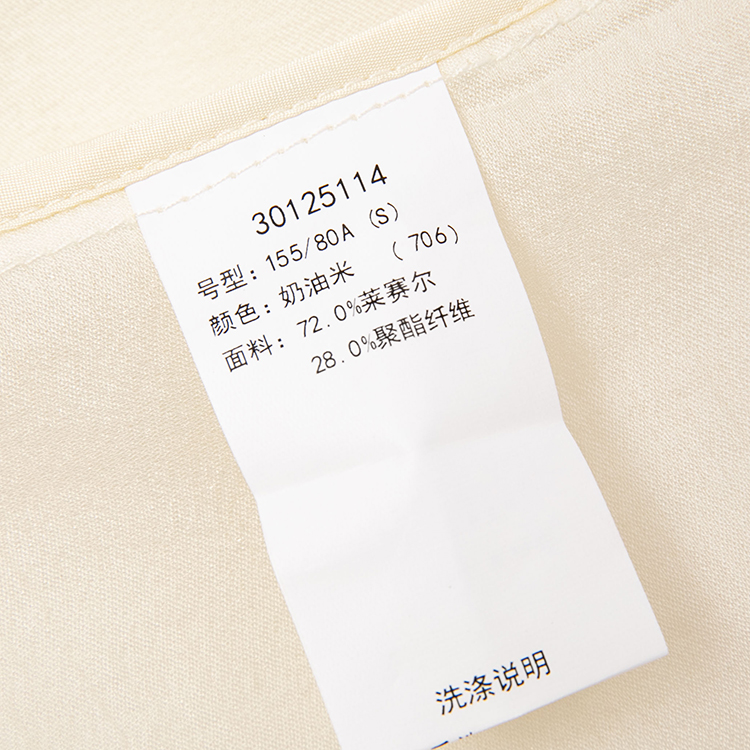 30125114
号型：155/80A (S)
颜色：奶油米 (706)
面料：72.0%莱赛尔
28.0%聚酯纤维
洗涤说明